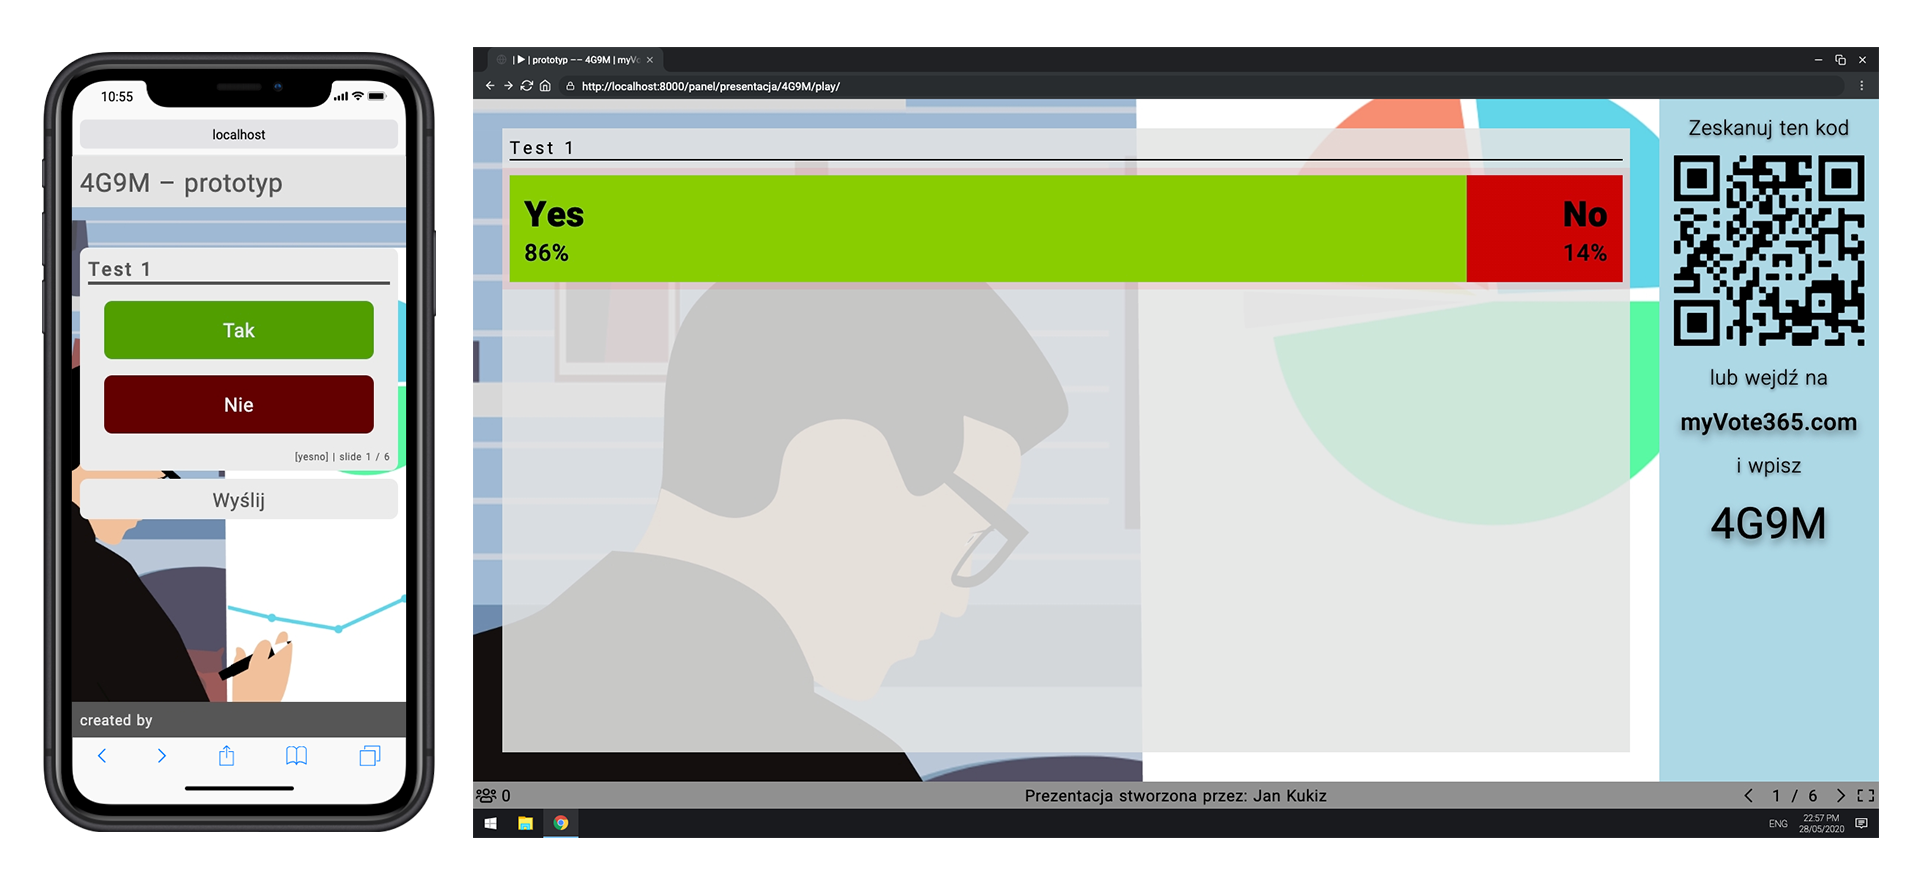 10:55
localhost
4G9M – prototyp
Test 1
Tak
Nie
[yesno] | slide 1 / 6
Wyślij
created by
| ▶ | prototyp –– 4G9M | myVo
http://localhost:8000/panel/presentacja/4G9M/play/
Test 1
Yes
86%
No
14%
Zeskanuj ten kod
lub wejdź na
myVote365.com
i wpisz
4G9M
0
Prezentacja stworzona przez: Jan Kukiz
1 / 6
ENG
22:57 PM
28/05/2020